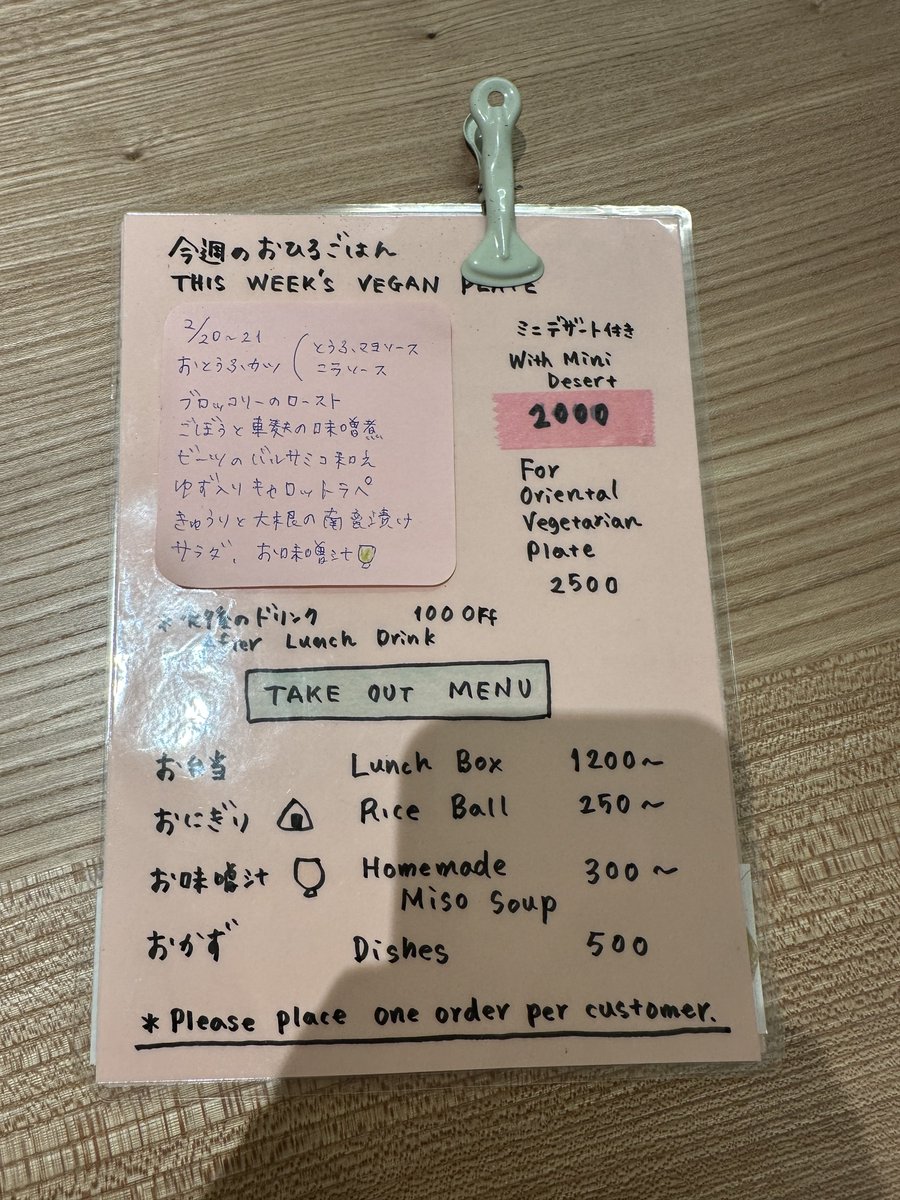 今週のおひるごはん
THIS WEEK'S VEGAN PLATE
2/20~21
おとうふカツ ( とうふマヨソース
ニラソース
ブロッコリーのロースト
ごぼうと車麩の味噌煮
ビーツのバルサミコ和え
ゆず入りキャロットラペ
きゅうりと大根の南蛮漬け
サラダ、お味噌汁
ミニデザート付き
With Mini
Desert
2000
For
Oriental
Vegetarian
Plate
2500
*食後のドリンク 100 Off
After Lunch Drink
TAKE OUT MENU
お弁当 Lunch Box 1200~
おにぎり Rice Ball 250~
お味噌汁 Homemade Miso Soup 300~
おかず Dishes 500
*Please place one order per customer.